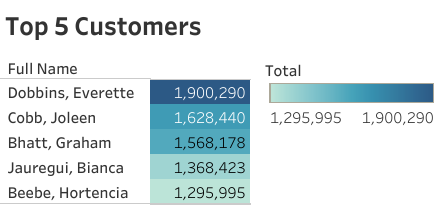 Top 5 Customers
Full Name
Dobbins, Everette 1,900,290
Cobb, Joleen 1,628,440
Bhatt, Graham 1,568,178
Jauregui, Bianca 1,368,423
Beebe, Hortencia 1,295,995
Total
1,295,995 1,900,290